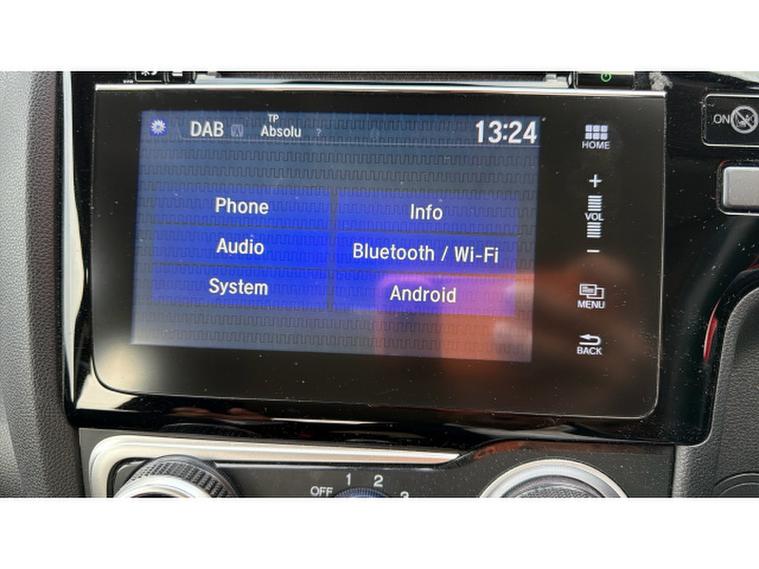 DAB TP Absolu ? 13:24
HOME
Phone Info
VOL
Audio Bluetooth / Wi-Fi
System Android
MENU
BACK
ON
OFF 1 2 3